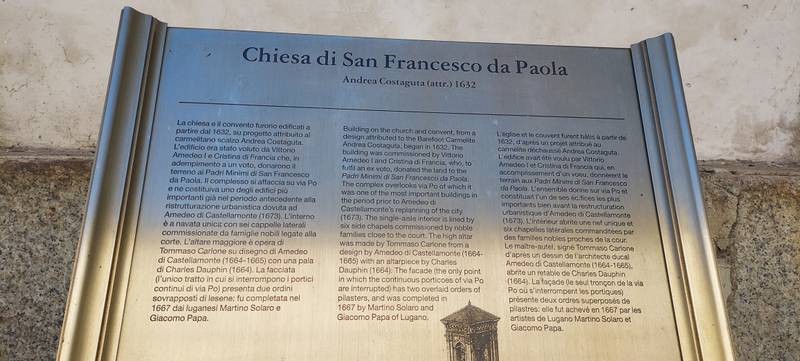 Chiesa di San Francesco da Paola
Andrea Costaguta (attr.) 1632
La chiesa e il convento furono edificati a
partire dal 1632, su progetto attribuito al
carmelitano scalzo Andrea Costaguta.
L'edificio era stato voluto da Vittorio
Amedeo I e Cristina di Francia che, in
adempimento a un voto, donarono il
terreno ai Padri Minimi di San Francesco
da Paola. Il complesso si affaccia su via Po
e ne costituiva uno degli edifici più
importanti già nel periodo antecedente alla
ristrutturazione urbanistica dovuta ad
Amedeo di Castellamonte (1673). L'interno
è a navata unica con sei cappelle laterali
commissionate da famiglie nobili legate alla
corte. L'altare maggiore è opera di
Tommaso Carlone su disegno di Amedeo
di Castellamonte (1664-1665) con una pala
di Charles Dauphin (1664). La facciata
(l'unico tratto in cui si interrompono i portici
continui di via Po) presenta due ordini
sovrapposti di lesene: fu completata nel
1667 dai luganesi Martino Solaro e
Giacomo Papa.
Building on the church and convent, from a
design attributed to the Barefoot Carmelite
Andrea Costaguta, began in 1632. The
building was commissioned by Vittorio
Amedeo I and Cristina di Francia, who, to
fulfil an ex voto, donated the land to the
Padri Minimi di San Francesco da Paola.
The complex overlooks via Po of which it
was one of the most important buildings in
the period prior to Amedeo di
Castellamonte's replanning of the city
(1673). The single-aisle interior is lined by
six side chapels commissioned by noble
families close to the court. The high altar
was made by Tommaso Carlone from a
design by Amedeo di Castellamonte (1664-
1665) with an altarpiece by Charles
Dauphin (1664). The facade (the only point
in which the continuous porticoes of via Po
are interrupted) has two overlaid orders of
pilasters, and was completed in
1667 by Martino Solaro and
Giacomo Papa of Lugano.
L'église et le couvent furent bâtis à partir de
1632, d'après un projet attribué au
carmélite déchaussé Andrea Costaguta.
L'édifice avait été voulu par Vittorio
Amedeo I et Cristina di Francia qui, en
accomplissement d'un voeu, donnèrent le
terrain aux Padri Minimi di San Francesco
da Paola. L'ensemble donne sur via Po et
constituait l'un de ses édifices les plus
importants bien avant la restructuration
urbanistique d'Amedeo di Castellamonte
(1673). L'intérieur abrite une nef unique et
six chapelles latérales commanditées par
des familles nobles proches de la cour.
Le maître-autel, signé Tommaso Carlone
d'après un dessin de l'architecte ducal
Amedeo di Castellamonte (1664-1665),
abrite un retable de Charles Dauphin
(1664). La façade (le seul tronçon de la via
Po où s'interrompent les portiques)
présente deux ordres superposés de
pilastres: elle fut achevé en 1667 par les
artistes de Lugano Martino Solaro et
Giacomo Papa.